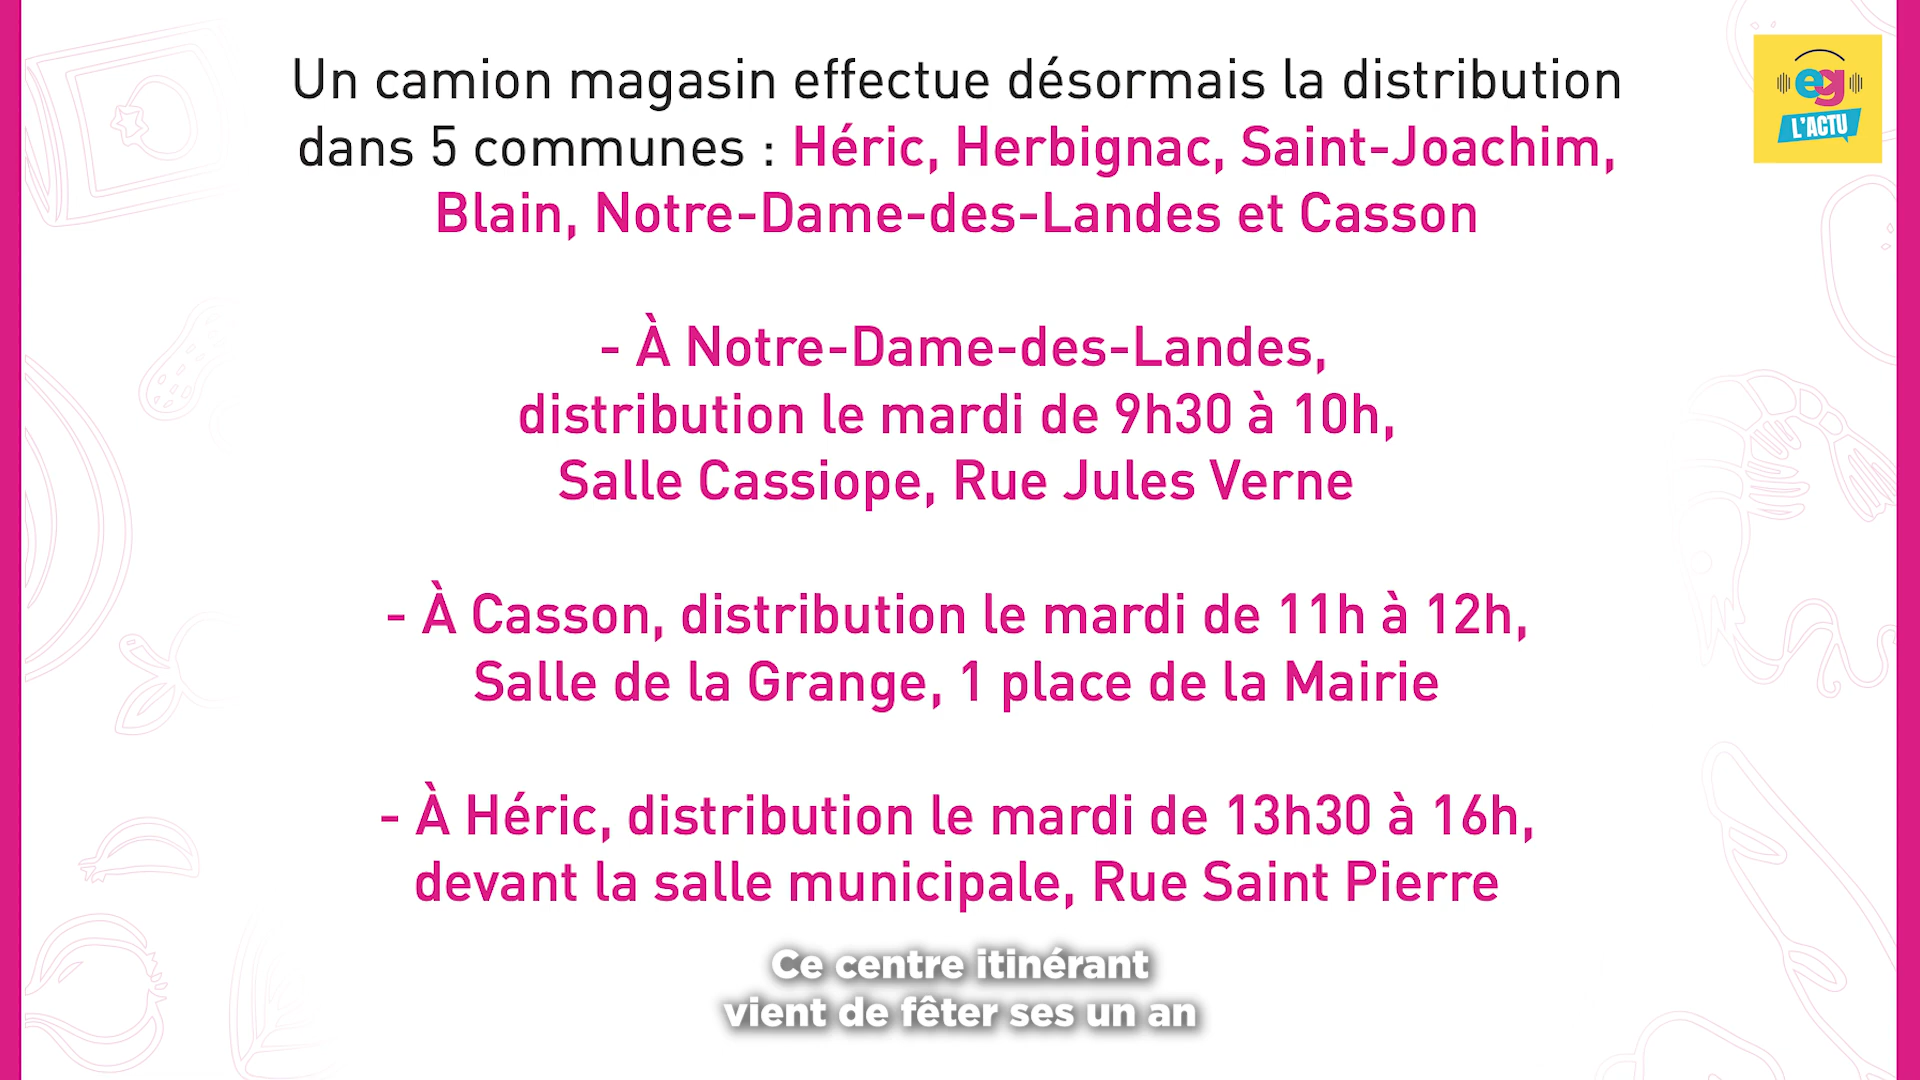 Un camion magasin effectue désormais la distribution
dans 5 communes : Héric, Herbignac, Saint-Joachim,
Blain, Notre-Dame-des-Landes et Casson
- À Notre-Dame-des-Landes,
distribution le mardi de 9h30 à 10h,
Salle Cassiope, Rue Jules Verne
- À Casson, distribution le mardi de 11h à 12h,
Salle de la Grange, 1 place de la Mairie
- À Héric, distribution le mardi de 13h30 à 16h,
devant la salle municipale, Rue Saint Pierre
Ce centre itinérant
vient de fêter ses un an
eg
L'ACTU